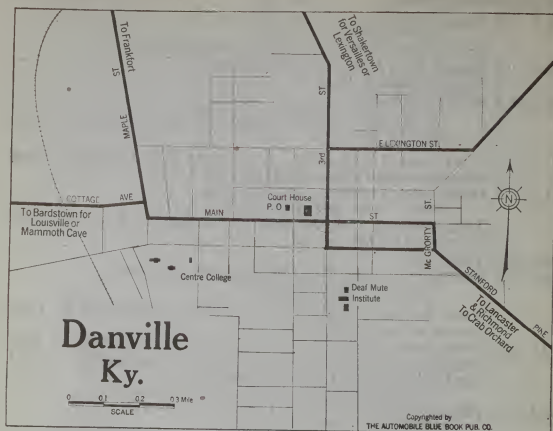 To Frankfort
To Shakertown
for Versailles or
Lexington
ST
MAPLE
ST.
3rd
E LEXINGTON ST.
COTTAGE AVE
To Bardstown for
Louisville or
Mammoth Cave
Court House
P. O
MAIN ST
ST.
Mc GRORTY
N
Centre College
Deaf Mute
Institute
STANFORD PIKE
To Lancaster
& Richmond
To Crab Orchard
Danville
Ky.
0 0.1 0.2 0.3 Mile
SCALE
Copyrighted by
THE AUTOMOBILE BLUE BOOK PUB. CO.